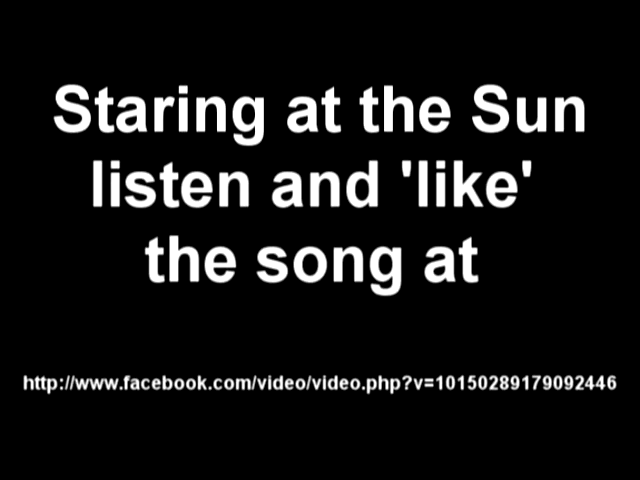 Staring at the Sun
listen and 'like'
the song at
http://www.facebook.com/video/video.php?v=10150289179092446